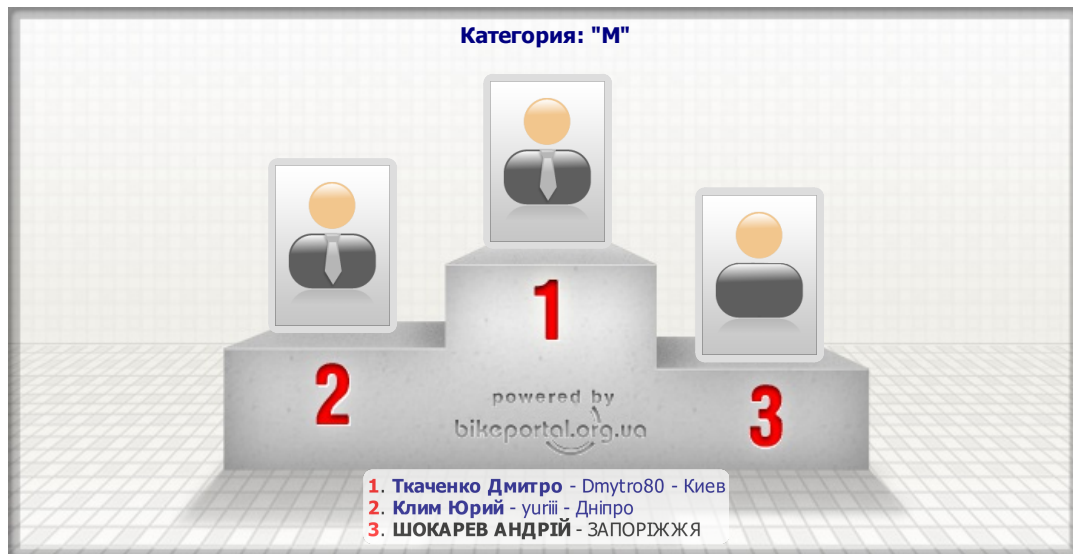 Категория: "М"
1
2
3
powered by
bikeportal.org.ua
1. Ткаченко Дмитро - Dmytro80 - Киев
2. Клим Юрий - yuriii - Дніпро
3. ШОКАРЕВ АНДРІЙ - ЗАПОРІЖЖЯ